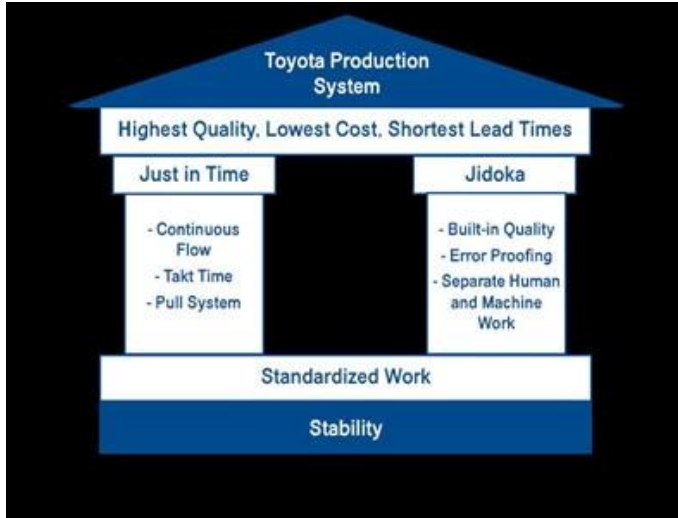 Toyota Production
System
Highest Quality, Lowest Cost, Shortest Lead Times
Just in Time
Jidoka
- Continuous
Flow
- Takt Time
- Pull System
- Built-in Quality
- Error Proofing
- Separate Human
and Machine
Work
Standardized Work
Stability